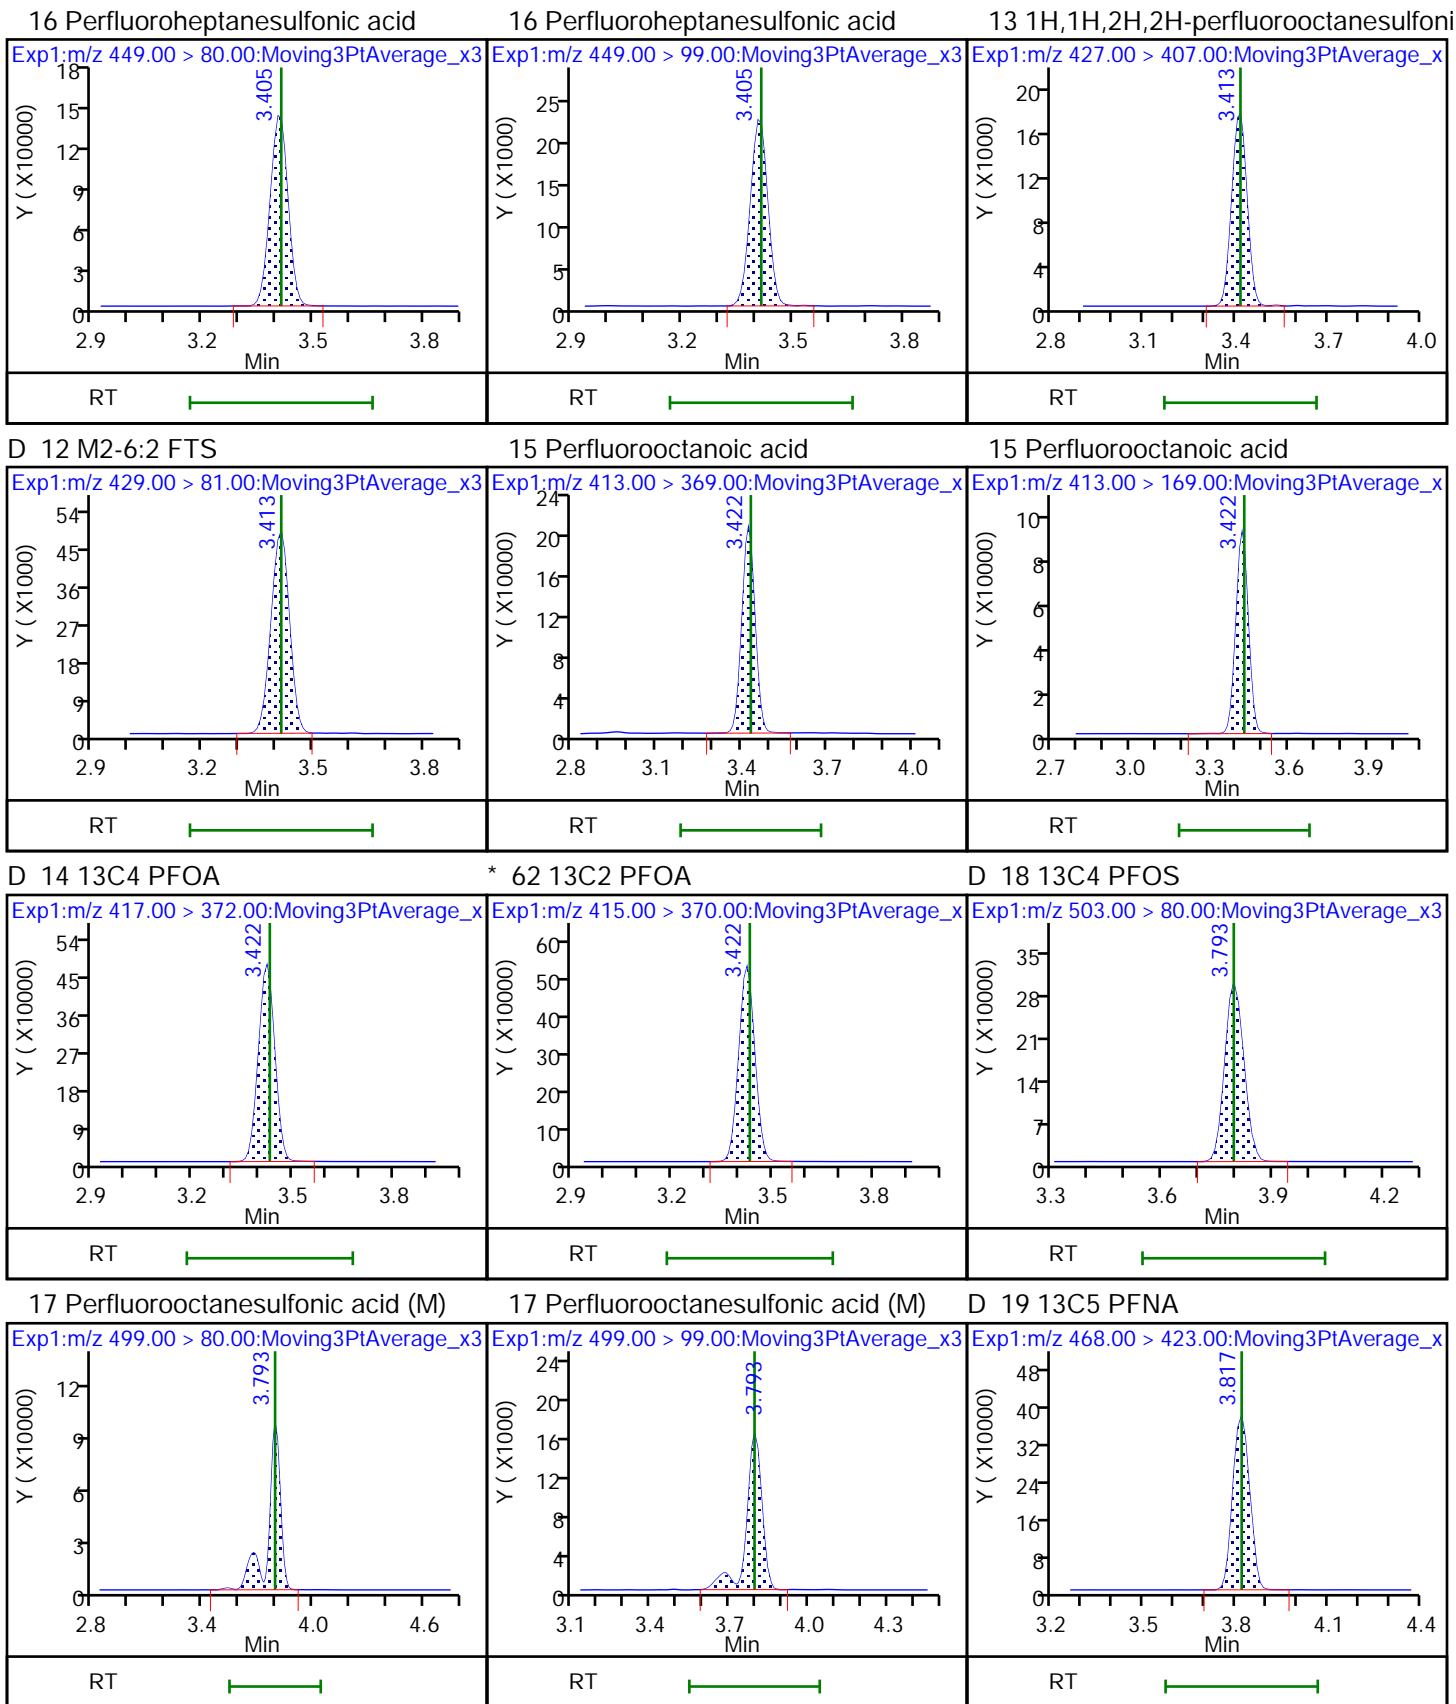 16 Perfluoroheptanesulfonic acid
Exp1:m/z 449.00 > 80.00:Moving3PtAverage_x3
3.405
Y ( X10000)
18
15
12
9
6
3
0
2.9 3.2 3.5 3.8
Min
RT
16 Perfluoroheptanesulfonic acid
Exp1:m/z 449.00 > 99.00:Moving3PtAverage_x3
3.405
Y ( X1000)
25
20
15
10
5
0
2.9 3.2 3.5 3.8
Min
RT
13 1H,1H,2H,2H-perfluorooctanesulfoni
Exp1:m/z 427.00 > 407.00:Moving3PtAverage_x
3.413
Y ( X1000)
20
16
12
8
4
0
2.8 3.1 3.4 3.7 4.0
Min
RT
D 12 M2-6:2 FTS
Exp1:m/z 429.00 > 81.00:Moving3PtAverage_x3
3.413
Y ( X10000)
54
45
36
27
18
9
0
2.9 3.2 3.5 3.8
Min
RT
15 Perfluorooctanoic acid
Exp1:m/z 413.00 > 369.00:Moving3PtAverage_x
3.422
Y ( X10000)
24
20
16
12
8
4
0
2.8 3.1 3.4 3.7 4.0
Min
RT
15 Perfluorooctanoic acid
Exp1:m/z 413.00 > 169.00:Moving3PtAverage_x
3.422
Y ( X10000)
10
8
6
4
2
0
2.7 3.0 3.3 3.6 3.9
Min
RT
D 14 13C4 PFOA
Exp1:m/z 417.00 > 372.00:Moving3PtAverage_x
3.422
Y ( X10000)
54
45
36
27
18
9
0
2.9 3.2 3.5 3.8
Min
RT
* 62 13C2 PFOA
Exp1:m/z 415.00 > 370.00:Moving3PtAverage_x
3.422
Y ( X10000)
60
50
40
30
20
10
0
2.9 3.2 3.5 3.8
Min
RT
D 18 13C4 PFOS
Exp1:m/z 503.00 > 80.00:Moving3PtAverage_x3
3.793
Y ( X10000)
35
28
21
14
7
0
3.3 3.6 3.9 4.2
Min
RT
17 Perfluorooctanesulfonic acid (M)
Exp1:m/z 499.00 > 80.00:Moving3PtAverage_x3
3.793
Y ( X10000)
12
9
6
3
0
2.8 3.4 4.0 4.6
Min
RT
17 Perfluorooctanesulfonic acid (M)
Exp1:m/z 499.00 > 99.00:Moving3PtAverage_x3
3.793
Y ( X1000)
24
20
16
12
8
4
0
3.1 3.4 3.7 4.0 4.3
Min
RT
D 19 13C5 PFNA
Exp1:m/z 468.00 > 423.00:Moving3PtAverage_x
3.817
Y ( X10000)
48
40
32
24
16
8
0
3.2 3.5 3.8 4.1 4.4
Min
RT